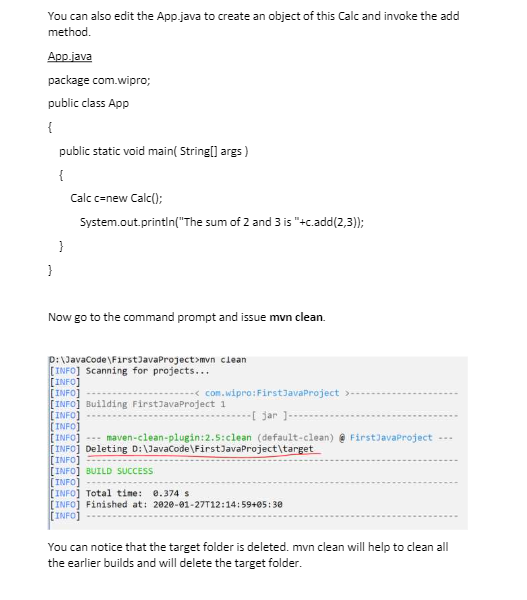 You can also edit the App.java to create an object of this Calc and invoke the add
method.
App.java
package com.wipro;
public class App
{
public static void main( String[] args )
{
Calc c=new Calc();
System.out.println("The sum of 2 and 3 is "+c.add(2,3));
}
}
Now go to the command prompt and issue mvn clean.
D:\JavaCode\FirstJavaProject>mvn clean
[INFO] Scanning for projects...
[INFO]
[INFO] ----------------------< com.wipro:FirstJavaProject >-----------------------
[INFO] Building FirstJavaProject 1
[INFO] --------------------------------[ jar ]---------------------------------
[INFO]
[INFO] --- maven-clean-plugin:2.5:clean (default-clean) @ FirstJavaProject ---
[INFO] Deleting D:\JavaCode\FirstJavaProject\target
[INFO] ------------------------------------------------------------------------
[INFO] BUILD SUCCESS
[INFO] ------------------------------------------------------------------------
[INFO] Total time:  0.374 s
[INFO] Finished at: 2020-01-27T12:14:59+05:30
[INFO] ------------------------------------------------------------------------
You can notice that the target folder is deleted. mvn clean will help to clean all
the earlier builds and will delete the target folder.